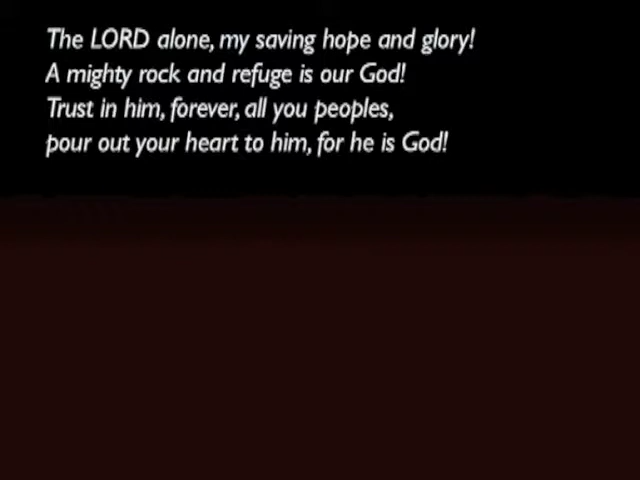 The LORD alone, my saving hope and glory!
A mighty rock and refuge is our God!
Trust in him, forever, all you peoples,
pour out your heart to him, for he is God!